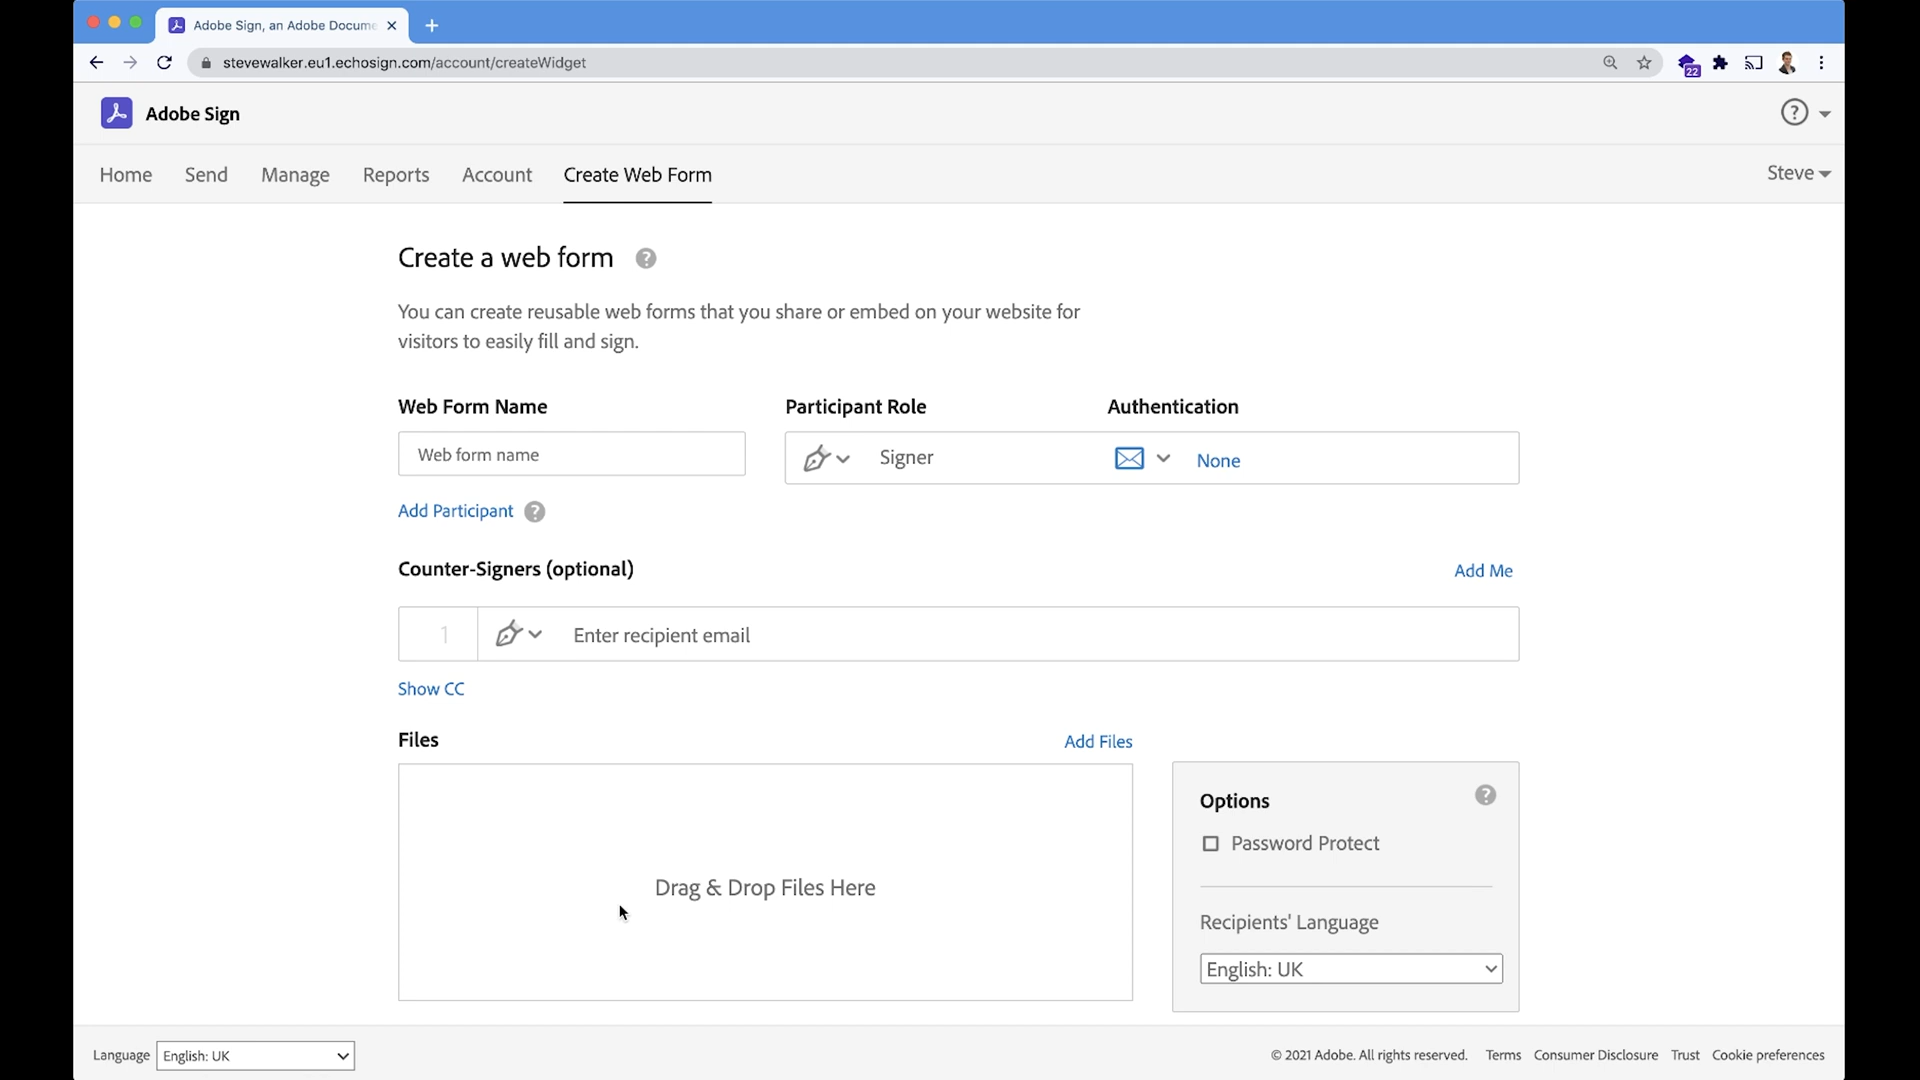 Adobe Sign, an Adobe Docume
stevewalker.eu1.echosign.com/account/createWidget
22
Adobe Sign
?
Home Send Manage Reports Account Create Web Form Steve
Create a web form ?
You can create reusable web forms that you share or embed on your website for
visitors to easily fill and sign.
Web Form Name Participant Role Authentication
Web form name Signer None
Add Participant ?
Counter-Signers (optional) Add Me
1 Enter recipient email
Show CC
Files Add Files
Options ?
Password Protect
Drag & Drop Files Here
Recipients' Language
English: UK
Language English: UK © 2021 Adobe. All rights reserved. Terms Consumer Disclosure Trust Cookie preferences